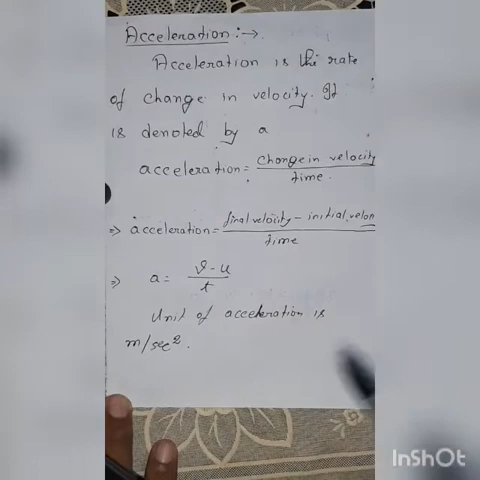 Acceleration :→.
Acceleration is the rate
of change in velocity. It
is denoted by a
acceleration = change in velocity
time.
⇒ acceleration = final velocity - initial
time
⇒ a = v - u
t
Unit of acceleration is
m/sec².
InShOt